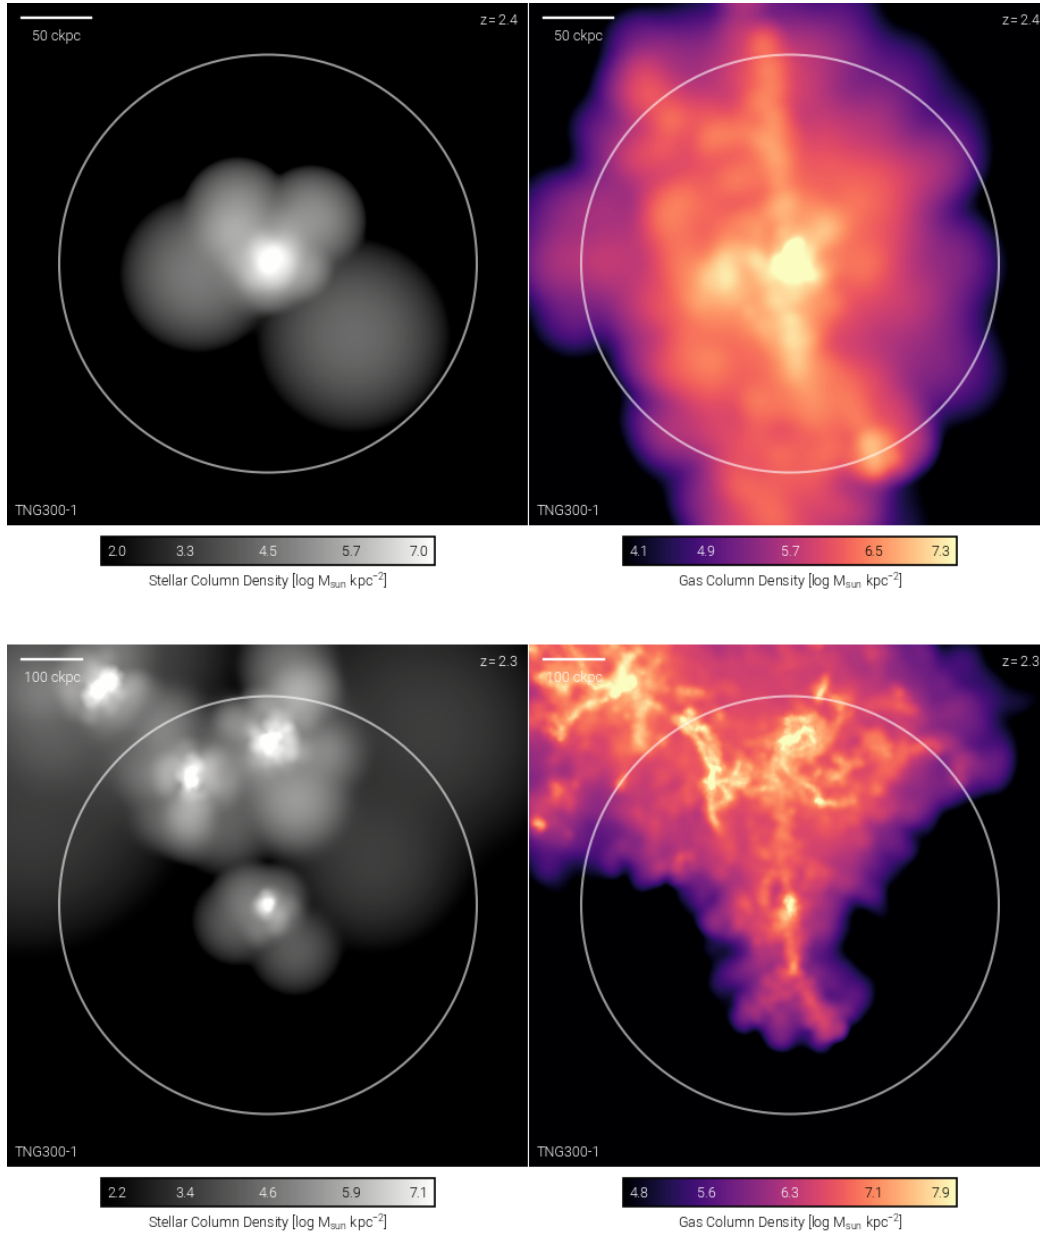 50 ckpc
z= 2.4
TNG300-1
50 ckpc
z= 2.4
TNG300-1
2.0 3.3 4.5 5.7 7.0
Stellar Column Density [log Msun kpc−2]
4.1 4.9 5.7 6.5 7.3
Gas Column Density [log Msun kpc−2]
100 ckpc
z= 2.3
TNG300-1
100 ckpc
z= 2.3
TNG300-1
2.2 3.4 4.6 5.9 7.1
Stellar Column Density [log Msun kpc−2]
4.8 5.6 6.3 7.1 7.9
Gas Column Density [log Msun kpc−2]